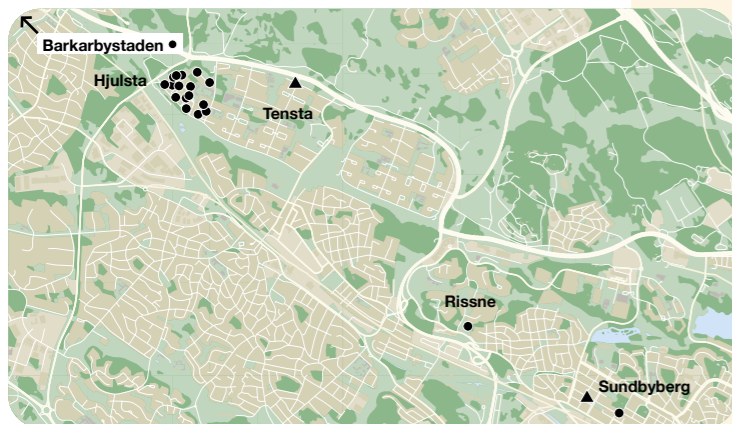 Barkarbystaden
Hjulsta
Tensta
Rissne
Sundbyberg